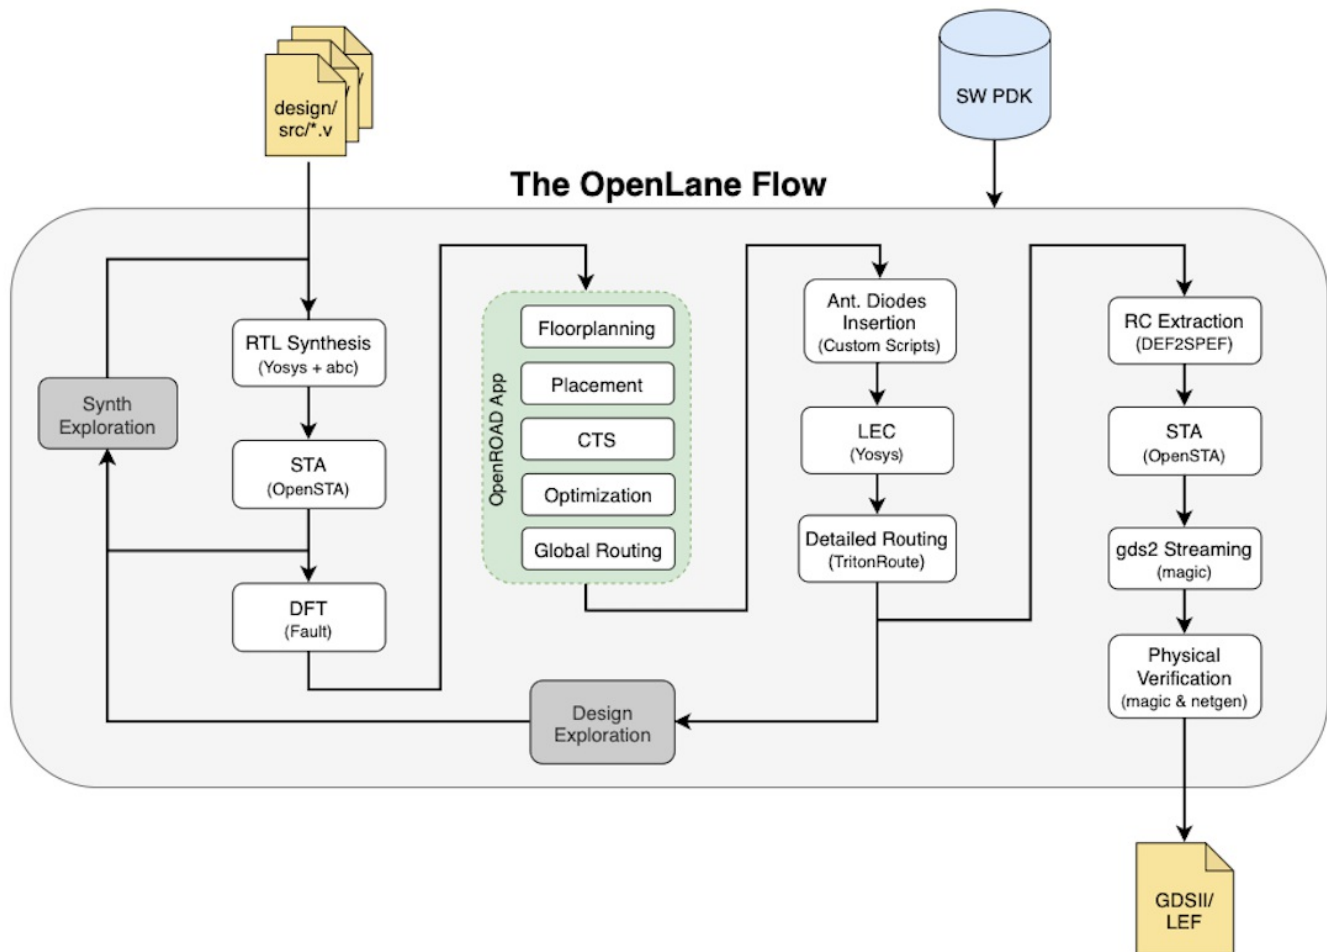 design/
src/*.v
SW PDK
The OpenLane Flow
RTL Synthesis
(Yosys + abc)
Synth
Exploration
STA
(OpenSTA)
DFT
(Fault)
OpenROAD App
Floorplanning
Placement
CTS
Optimization
Global Routing
Ant. Diodes
Insertion
(Custom Scripts)
LEC
(Yosys)
Detailed Routing
(TritonRoute)
Design
Exploration
RC Extraction
(DEF2SPEF)
STA
(OpenSTA)
gds2 Streaming
(magic)
Physical
Verification
(magic & netgen)
GDSII/
LEF